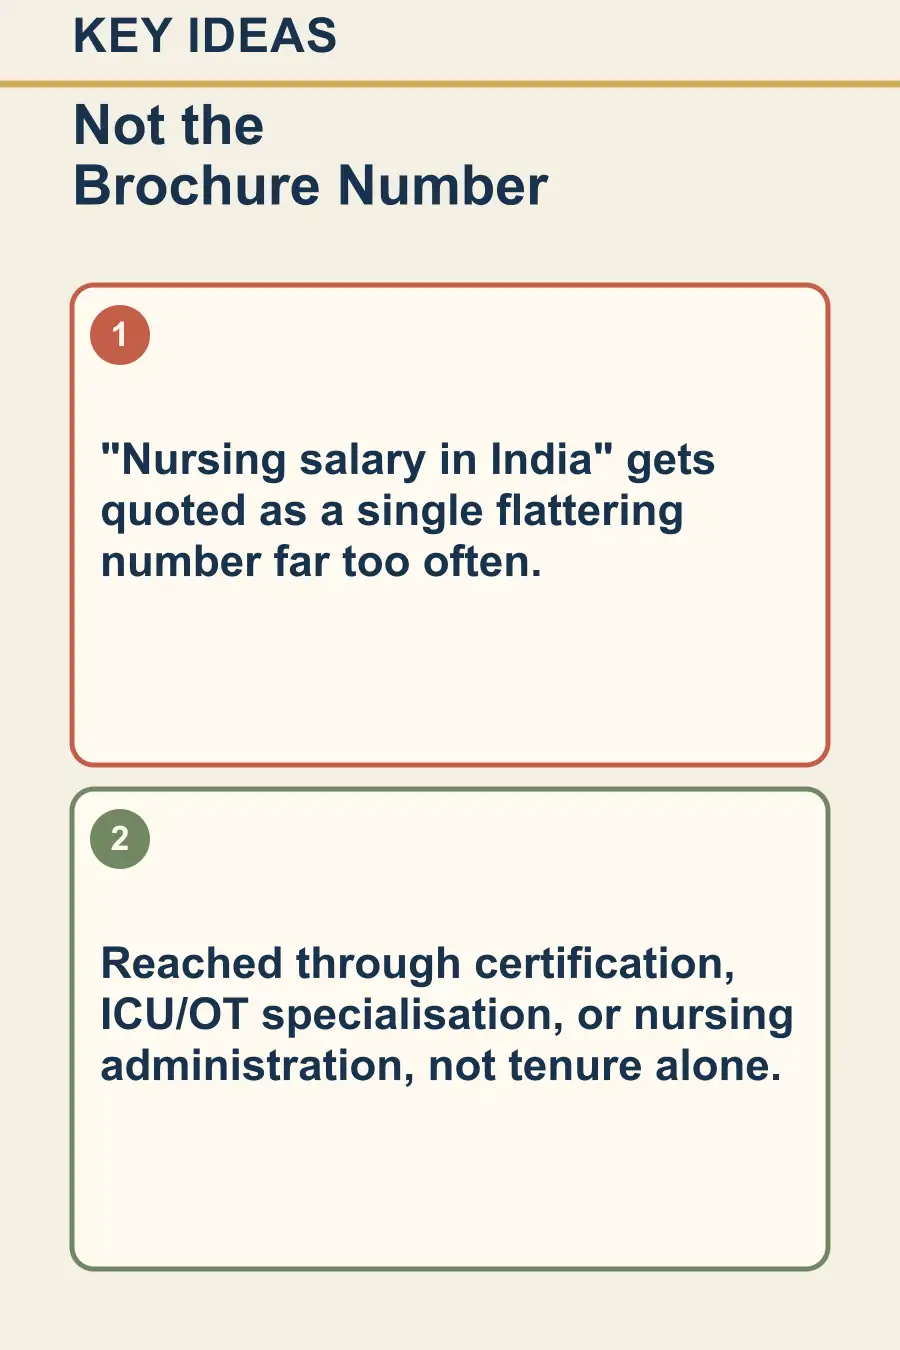 KEY IDEAS
Not the
Brochure Number
1
"Nursing salary in India" gets
quoted as a single flattering
number far too often.
2
Reached through certification,
ICU/OT specialisation, or nursing
administration, not tenure alone.